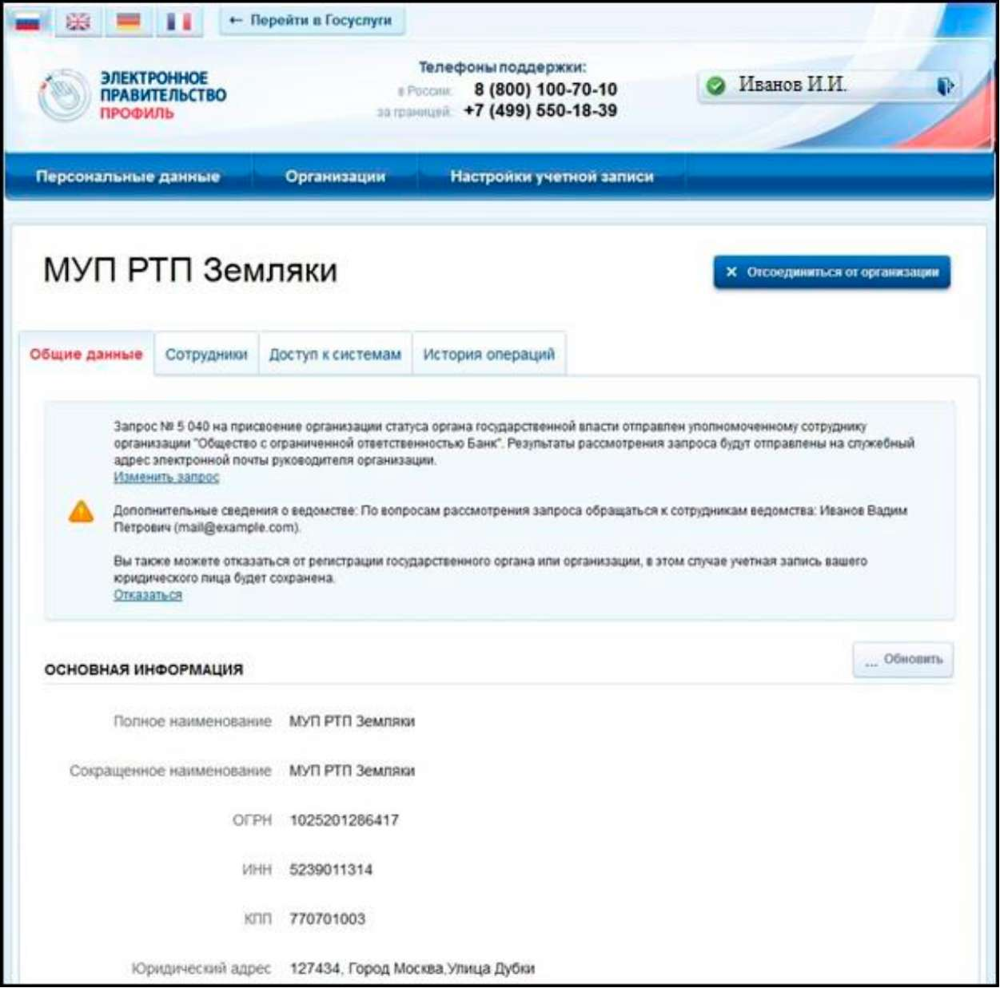 ← Перейти в Госуслуги
ЭЛЕКТРОННОЕ
ПРАВИТЕЛЬСТВО
ПРОФИЛЬ
Телефоны поддержки:
в России: 8 (800) 100-70-10
за границей: +7 (499) 550-18-39
Иванов И.И.
Персональные данные Организации Настройки учетной записи
МУП РТП Земляки
× Отсоединиться от организации
Общие данные Сотрудники Доступ к системам История операций
Запрос № 5 040 на присвоение организации статуса органа государственной власти отправлен уполномоченному сотруднику
организации "Общество с ограниченной ответственностью Банк". Результаты рассмотрения запроса будут отправлены на служебный
адрес электронной почты руководителя организации.
Изменить запрос
Дополнительные сведения о ведомстве: По вопросам рассмотрения запроса обращаться к сотрудникам ведомства: Иванов Вадим
Петрович (mail@example.com).
Вы также можете отказаться от регистрации государственного органа или организации, в этом случае учетная запись вашего
юридического лица будет сохранена.
Отказаться
ОСНОВНАЯ ИНФОРМАЦИЯ
... Обновить
Полное наименование МУП РТП Земляки
Сокращенное наименование МУП РТП Земляки
ОГРН 1025201286417
ИНН 5239011314
КПП 770701003
Юридический адрес 127434, Город Москва,Улица Дубки